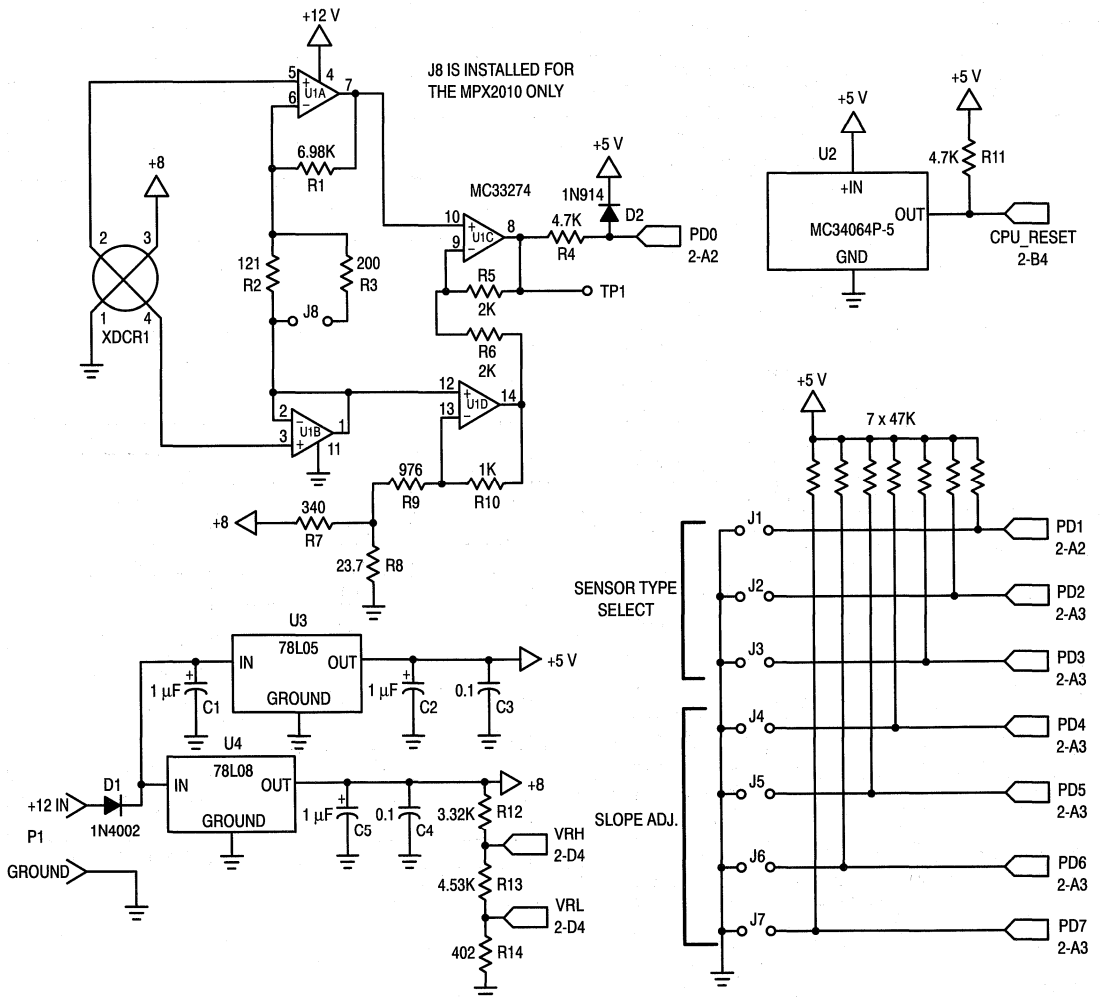 +12 V
J8 IS INSTALLED FOR
THE MPX2010 ONLY
5
+
4
U1A
7
6
−
6.98K
R1
+8
2
3
1
4
XDCR1
121
R2
200
R3
J8
MC33274
10
+
U1C
8
9
−
4.7K
R4
+5 V
1N914
D2
PD0
2-A2
R5
2K
TP1
R6
2K
12
+
U1D
14
13
−
2
−
U1B
1
3
+
11
976
R9
1K
R10
+8
340
R7
23.7
R8
+5 V
+5 V
U2
4.7K
R11
+IN
OUT
MC34064P-5
GND
CPU_RESET
2-B4
+5 V
7 x 47K
SENSOR TYPE
SELECT
J1
PD1
2-A2
J2
PD2
2-A3
J3
PD3
2-A3
SLOPE ADJ.
J4
PD4
2-A3
J5
PD5
2-A3
J6
PD6
2-A3
J7
PD7
2-A3
U3
78L05
IN
OUT
GROUND
+5 V
+
1 µF
C1
+
1 µF
C2
0.1
C3
U4
78L08
IN
OUT
GROUND
+8
D1
+12 IN
1N4002
P1
GROUND
+
1 µF
C5
0.1
C4
3.32K
R12
VRH
2-D4
4.53K
R13
VRL
2-D4
402
R14